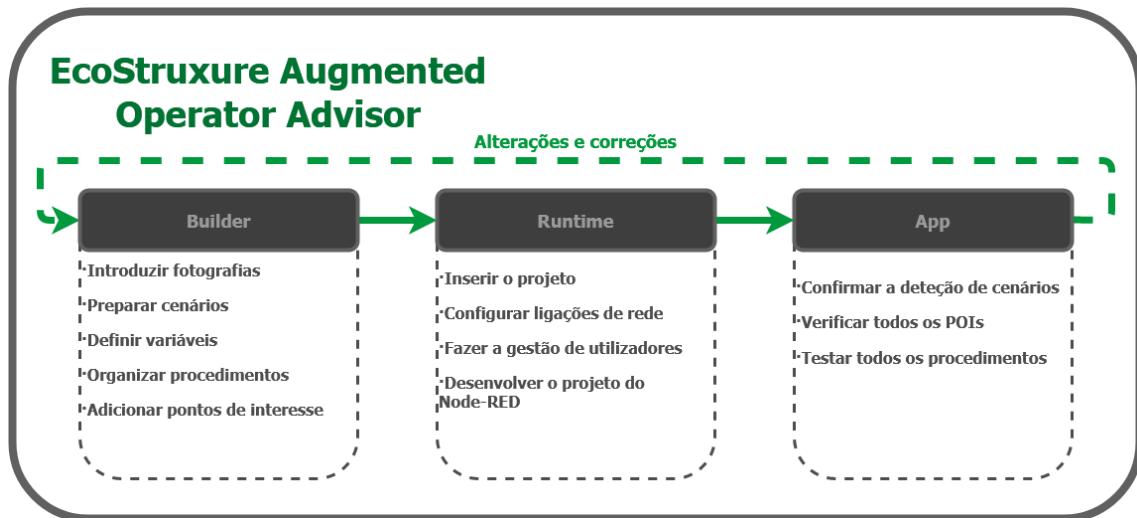 EcoStruxure Augmented
Operator Advisor
Alterações e correções
Builder
·Introduzir fotografias
·Preparar cenários
·Definir variáveis
·Organizar procedimentos
·Adicionar pontos de interesse
Runtime
·Inserir o projeto
·Configurar ligações de rede
·Fazer a gestão de utilizadores
·Desenvolver o projeto do
Node-RED
App
·Confirmar a deteção de cenários
·Verificar todos os POIs
·Testar todos os procedimentos